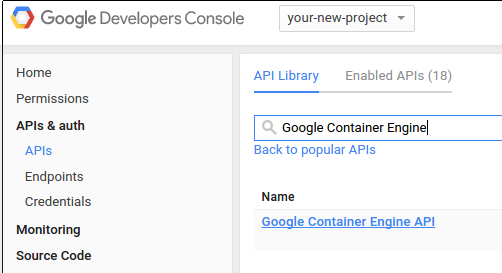 Google Developers Console
your-new-project
Home
Permissions
APIs & auth
APIs
Endpoints
Credentials
Monitoring
Source Code
API Library
Enabled APIs (18)
Google Container Engine
Back to popular APIs
Name
Google Container Engine API